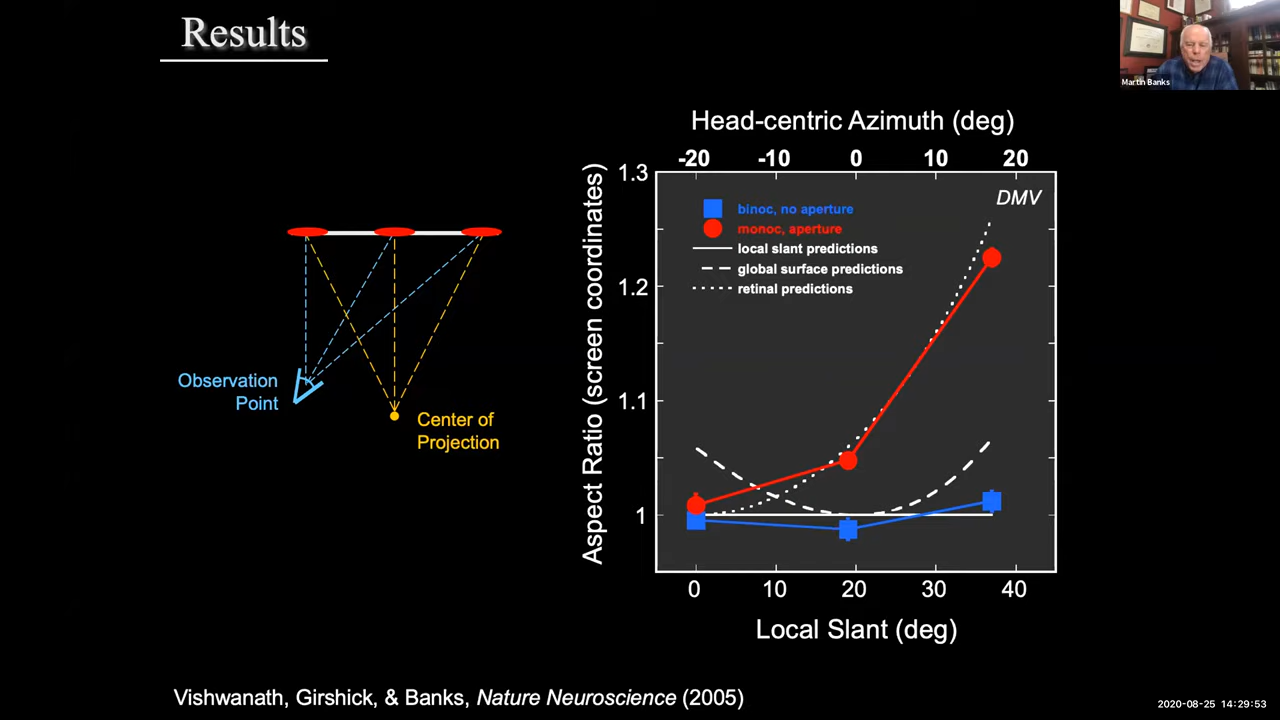 Results
Martin Banks
Head-centric Azimuth (deg)
-20 -10 0 10 20
Aspect Ratio (screen coordinates)
1.3
1.2
1.1
1
DMV
binoc, no aperture
monoc, aperture
local slant predictions
global surface predictions
retinal predictions
0 10 20 30 40
Local Slant (deg)
Observation
Point
Center of
Projection
Vishwanath, Girshick, & Banks, Nature Neuroscience (2005)
2020-08-25 14:29:53